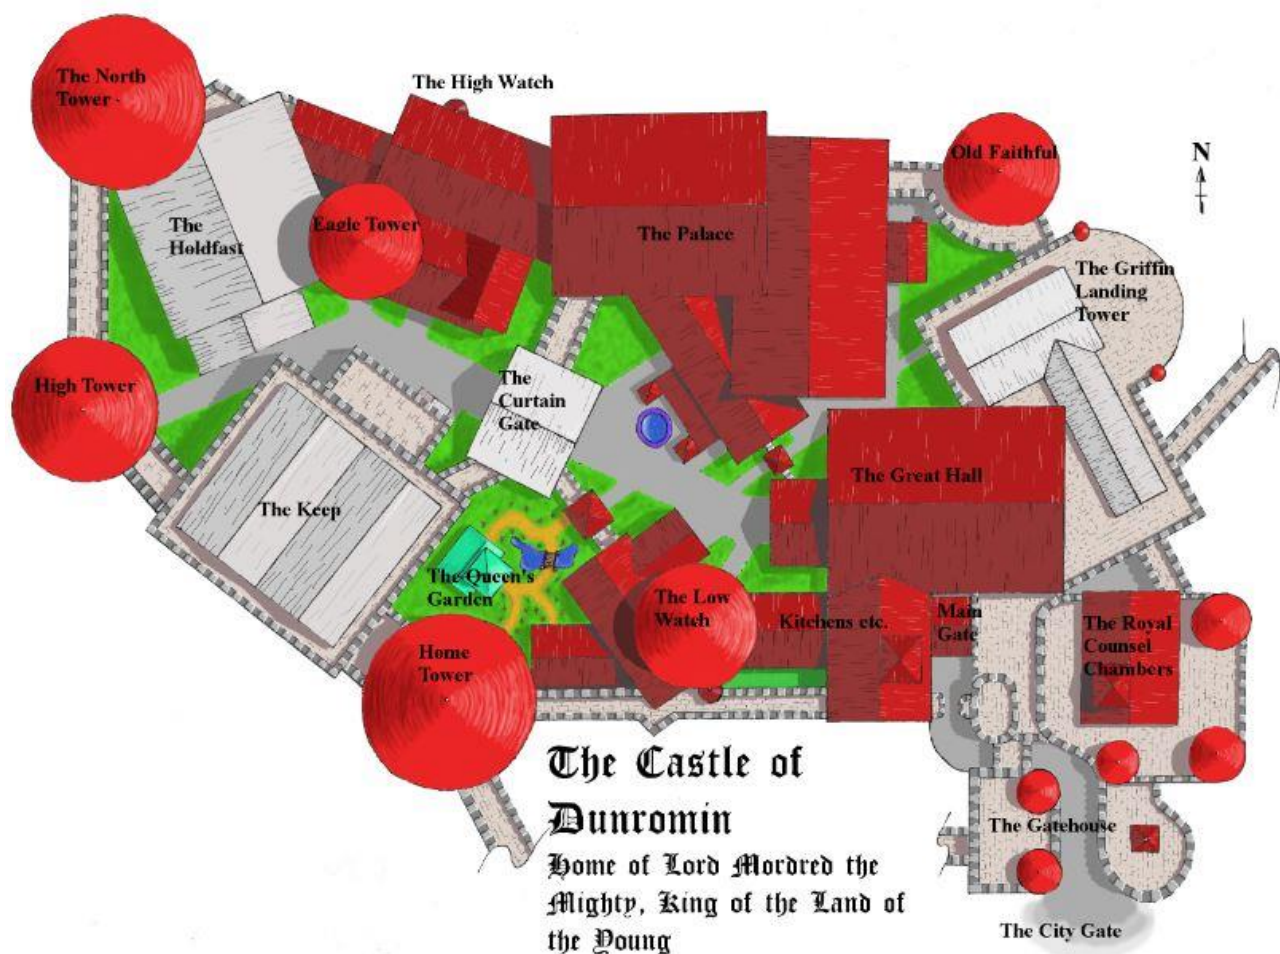 The High Watch
The North
Tower
Old Faithful
N
The
Holdfast
Eagle Tower
The Palace
The Griffin
Landing
Tower
High Tower
The
Curtain
Gate
The Great Hall
The Keep
The Queen's
Garden
The Low
Watch
Kitchens etc.
Main
Gate
The Royal
Counsel
Chambers
Home
Tower
The Castle of
Dunromin
Home of Lord Mordred the
Mighty, King of the Land of
the Young
The Gatehouse
The City Gate